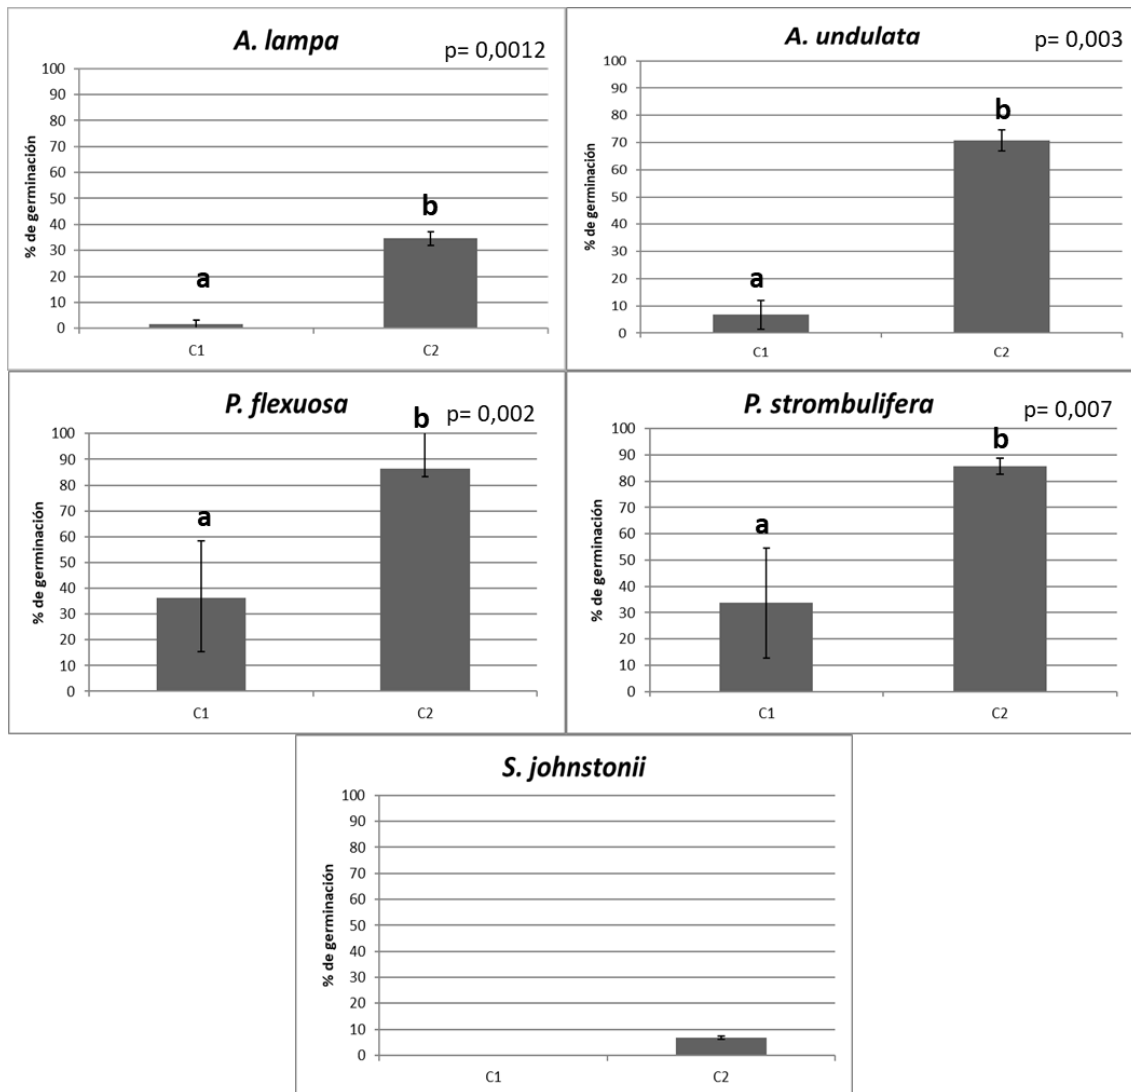 A. lampa
p= 0,0012
100
90
80
70
60
50
40
30
20
10
0
% de germinación
a
b
C1
C2
A. undulata
p= 0,003
100
90
80
70
60
50
40
30
20
10
0
% de germinación
a
b
C1
C2
P. flexuosa
p= 0,002
100
90
80
70
60
50
40
30
20
10
0
% de germinación
a
b
C1
C2
P. strombulifera
p= 0,007
100
90
80
70
60
50
40
30
20
10
0
% de germinación
a
b
C1
C2
S. johnstonii
100
90
80
70
60
50
40
30
20
10
0
% de germinación
C1
C2